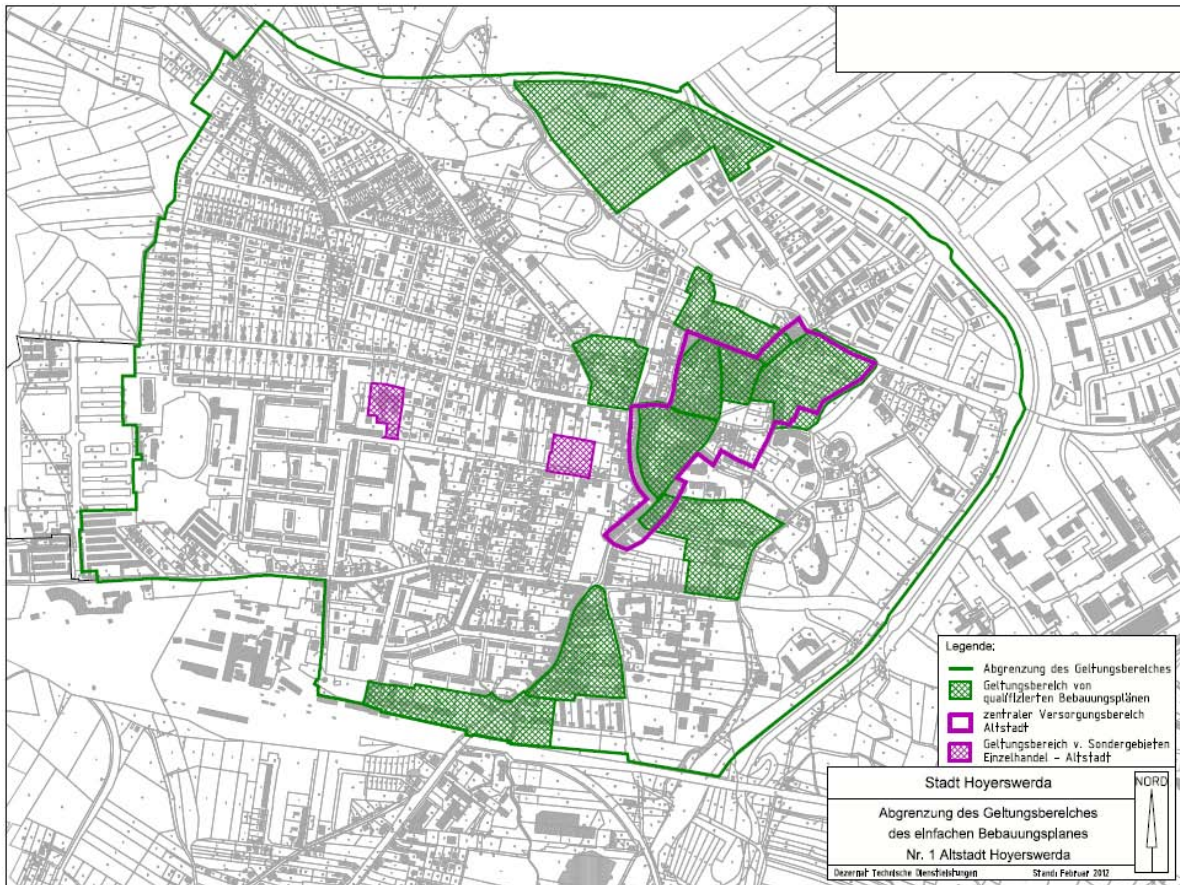 Legende:
Abgrenzung des Geltungsbereiches
Geltungsbereich von
qualifizierten Bebauungsplänen
zentraler Versorgungsbereich
Altstadt
Geltungsbereich v. Sondergebieten
Einzelhandel - Altstadt
Stadt Hoyerswerda
NORD
Abgrenzung des Geltungsbereiches
des einfachen Bebauungsplanes
Nr. 1 Altstadt Hoyerswerda
Dezernat Technische Dienstleistungen Stand: Februar 2012